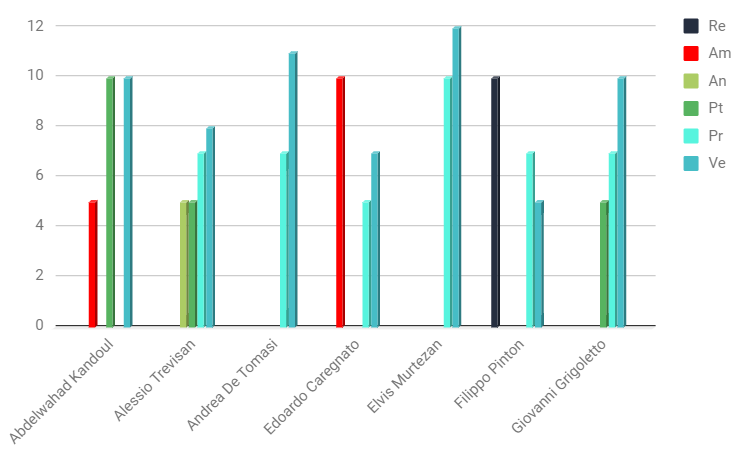 12
10
8
6
4
2
0
Abdelwahad Kandoul
Alessio Trevisan
Andrea De Tomasi
Edoardo Caregnato
Elvis Murtezan
Filippo Pinton
Giovanni Grigoletto
Re
Am
An
Pt
Pr
Ve